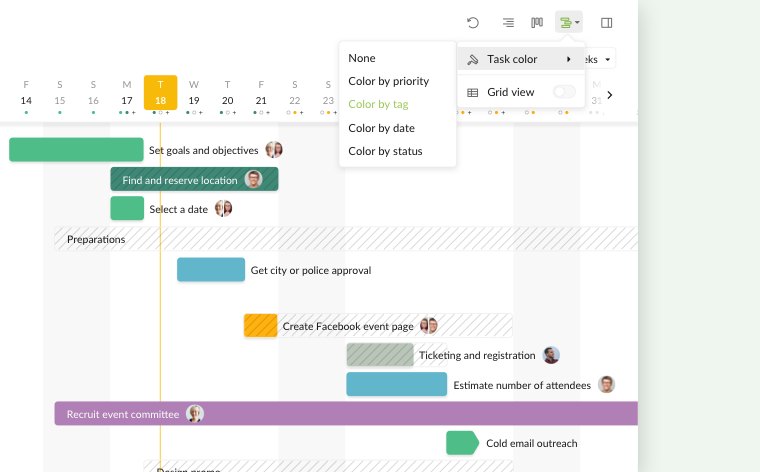 None
Color by priority
Color by tag
Color by date
Color by status
Task color
Grid view
eks
F S S M T W T F S S M
14 15 16 17 18 19 20 21 22 23 31
Set goals and objectives
Find and reserve location
Select a date
Preparations
Get city or police approval
Create Facebook event page
Ticketing and registration
Estimate number of attendees
Recruit event committee
Cold email outreach
Design promo